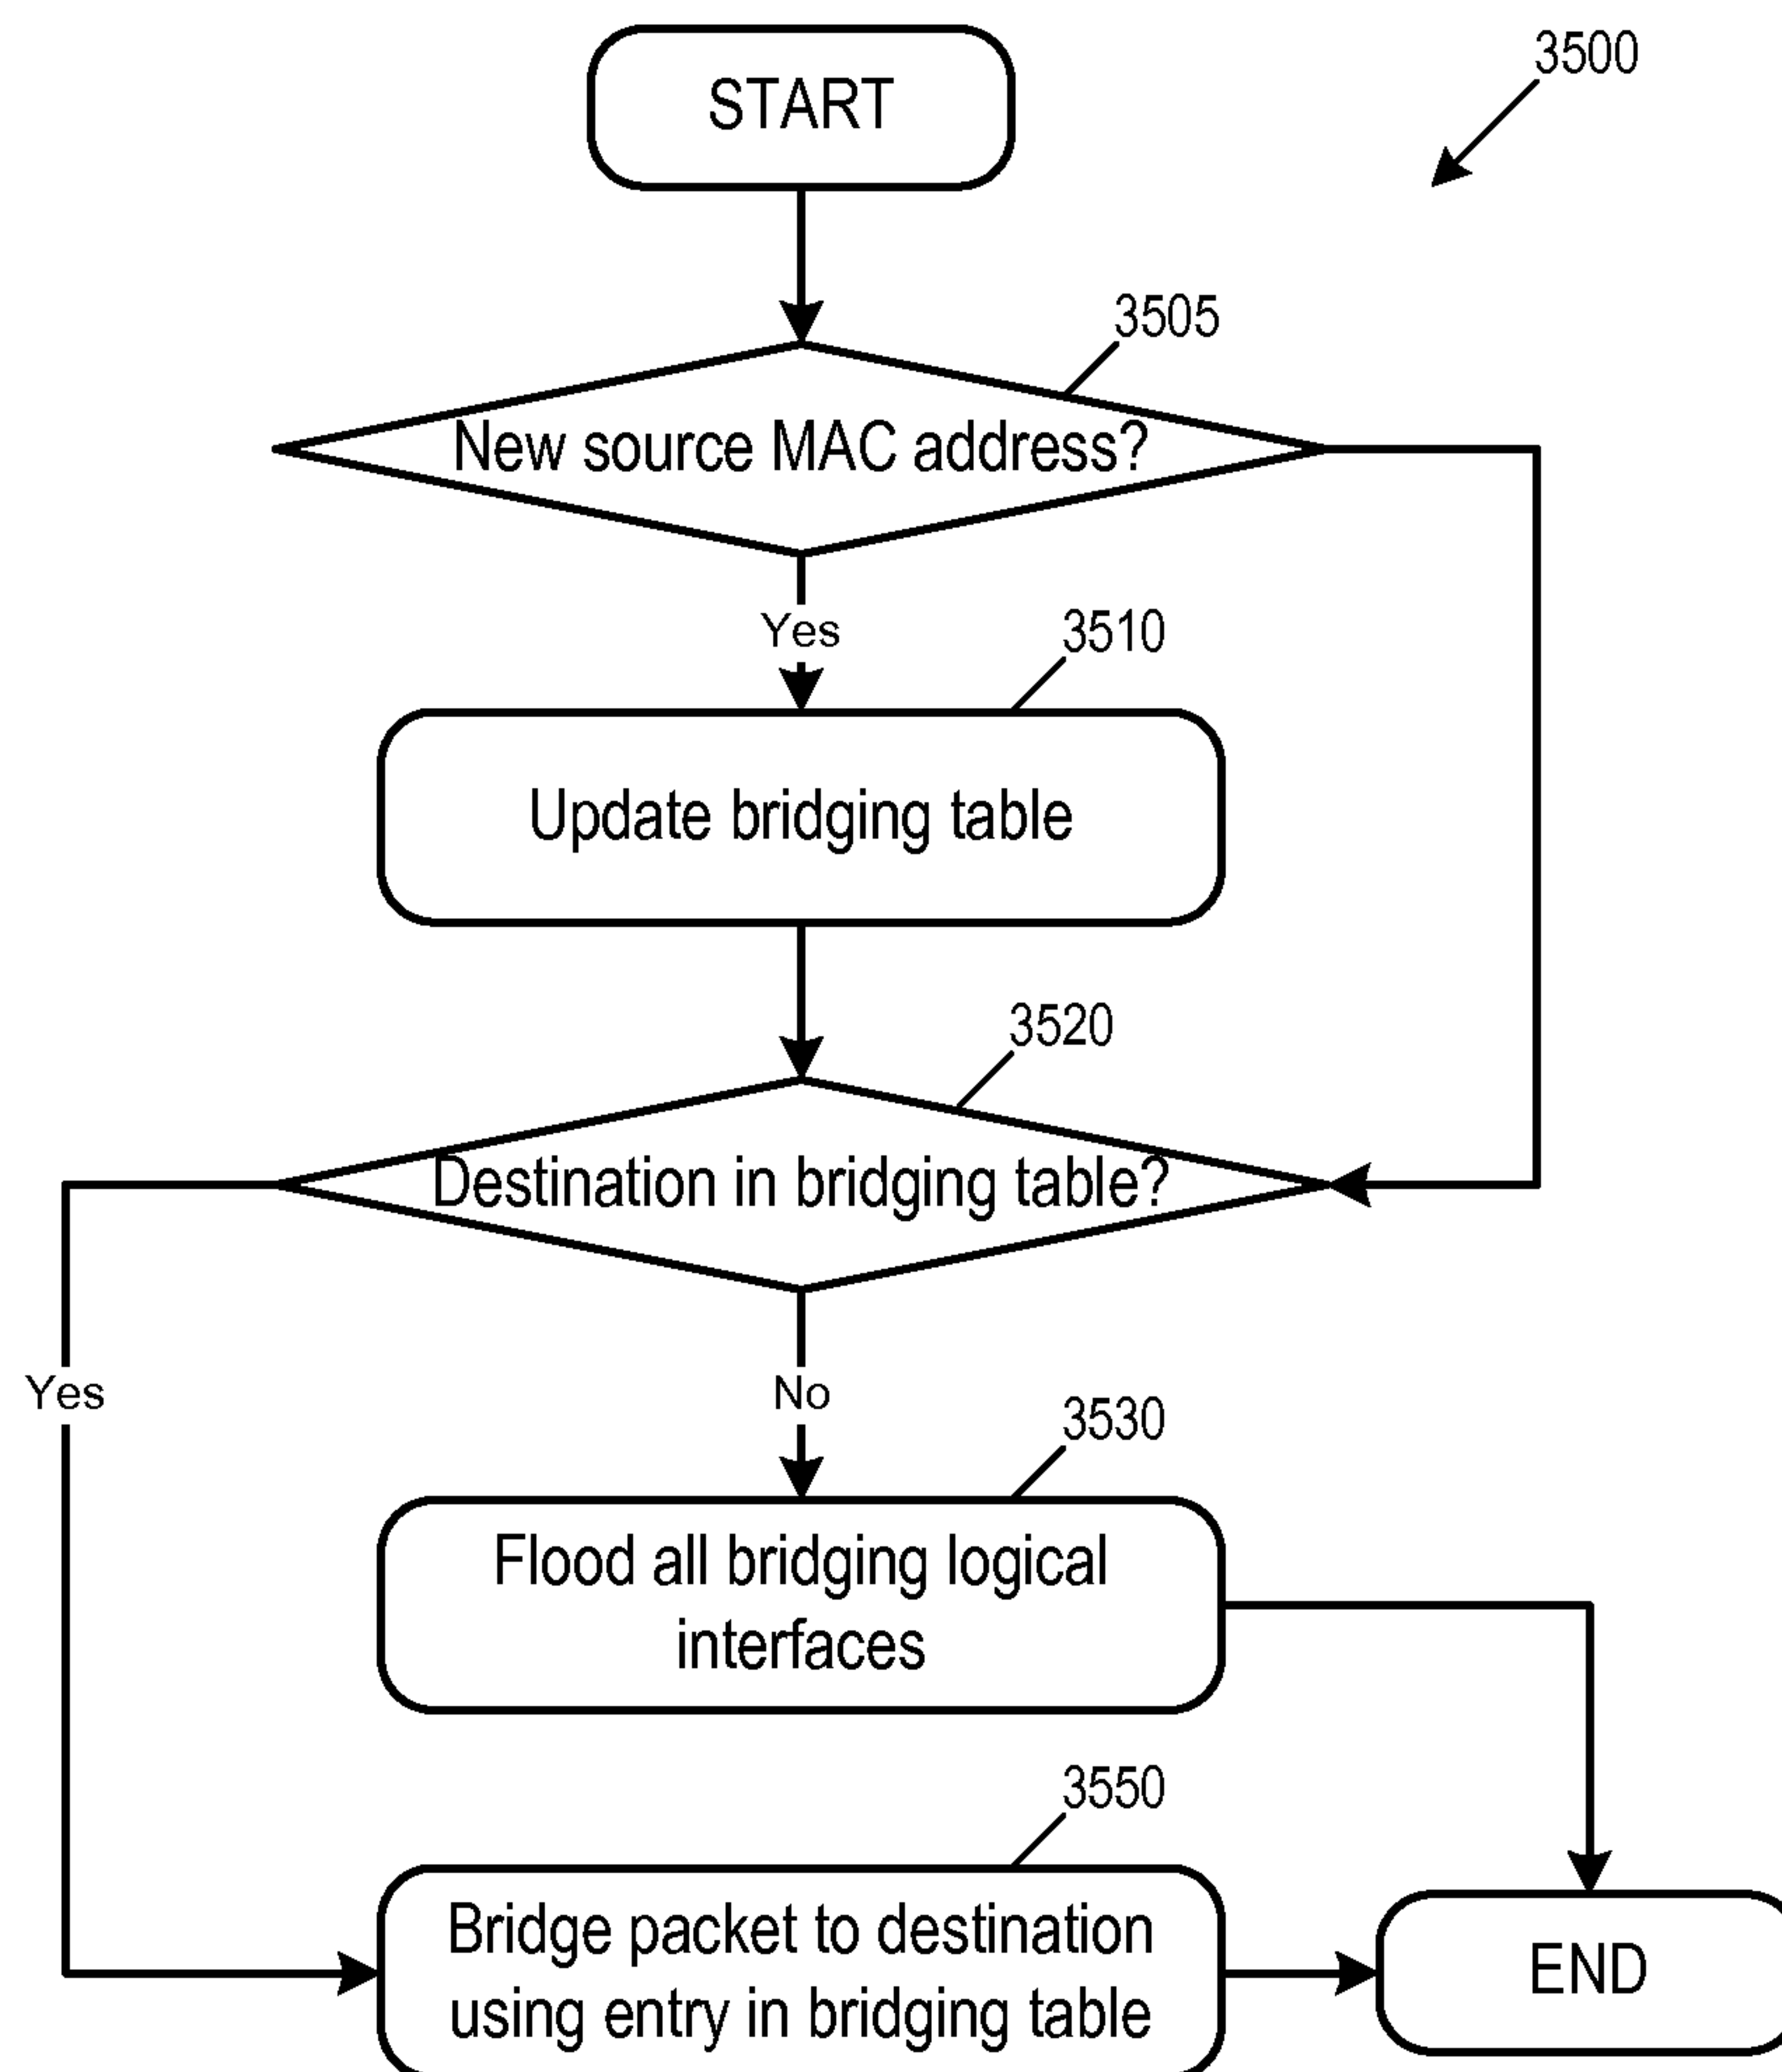 START
3500
3505
New source MAC address?
Yes
3510
Update bridging table
3520
Destination in bridging table?
Yes
No
3530
Flood all bridging logical
interfaces
3550
Bridge packet to destination
using entry in bridging table
END